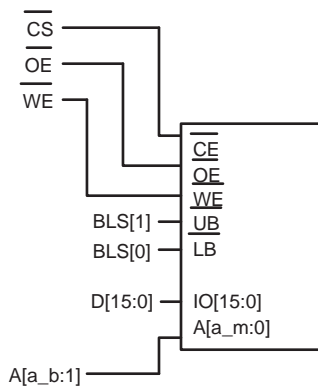 CS
OE
WE
CE
OE
WE
BLS[1] UB
BLS[0] LB
D[15:0] IO[15:0]
A[a_m:0]
A[a_b:1]